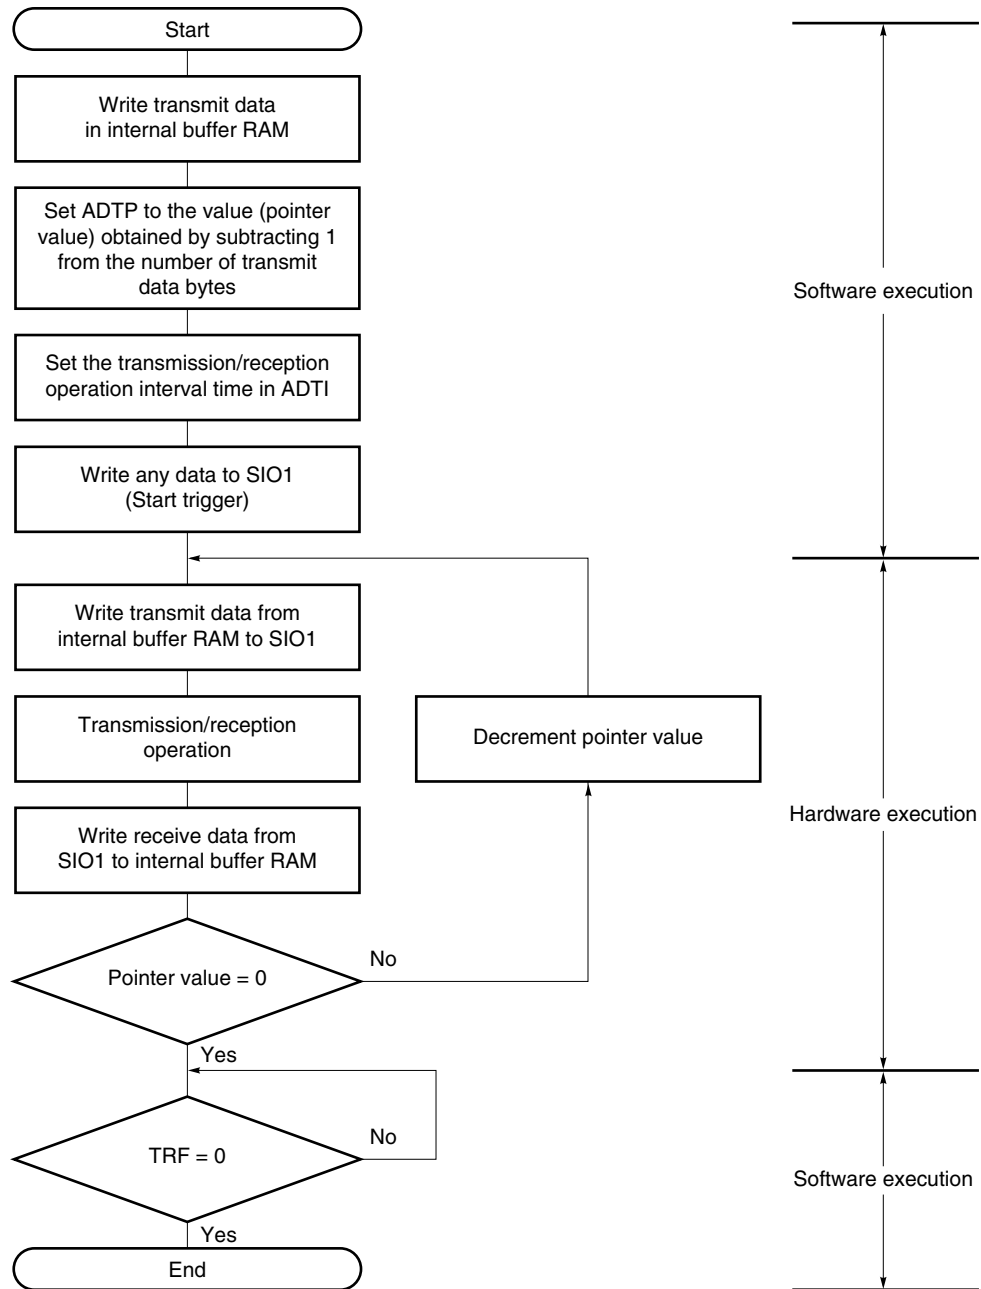 Start
Write transmit data
in internal buffer RAM
Set ADTP to the value (pointer
value) obtained by subtracting 1
from the number of transmit
data bytes
Software execution
Set the transmission/reception
operation interval time in ADTI
Write any data to SIO1
(Start trigger)
Write transmit data from
internal buffer RAM to SIO1
Transmission/reception
operation
Decrement pointer value
Hardware execution
Write receive data from
SIO1 to internal buffer RAM
Pointer value = 0
No
Yes
TRF = 0
No
Software execution
Yes
End